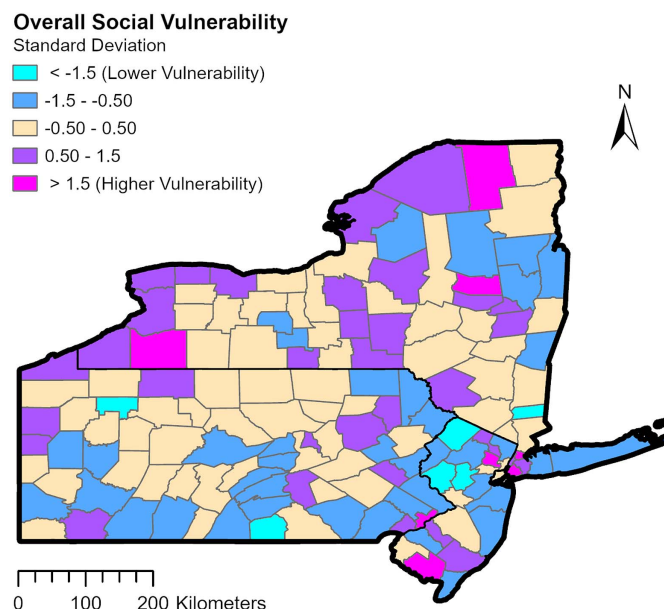 Overall Social Vulnerability
Standard Deviation
< -1.5 (Lower Vulnerability)
-1.5 - -0.50
-0.50 - 0.50
0.50 - 1.5
> 1.5 (Higher Vulnerability)
N
0 100 200 Kilometers